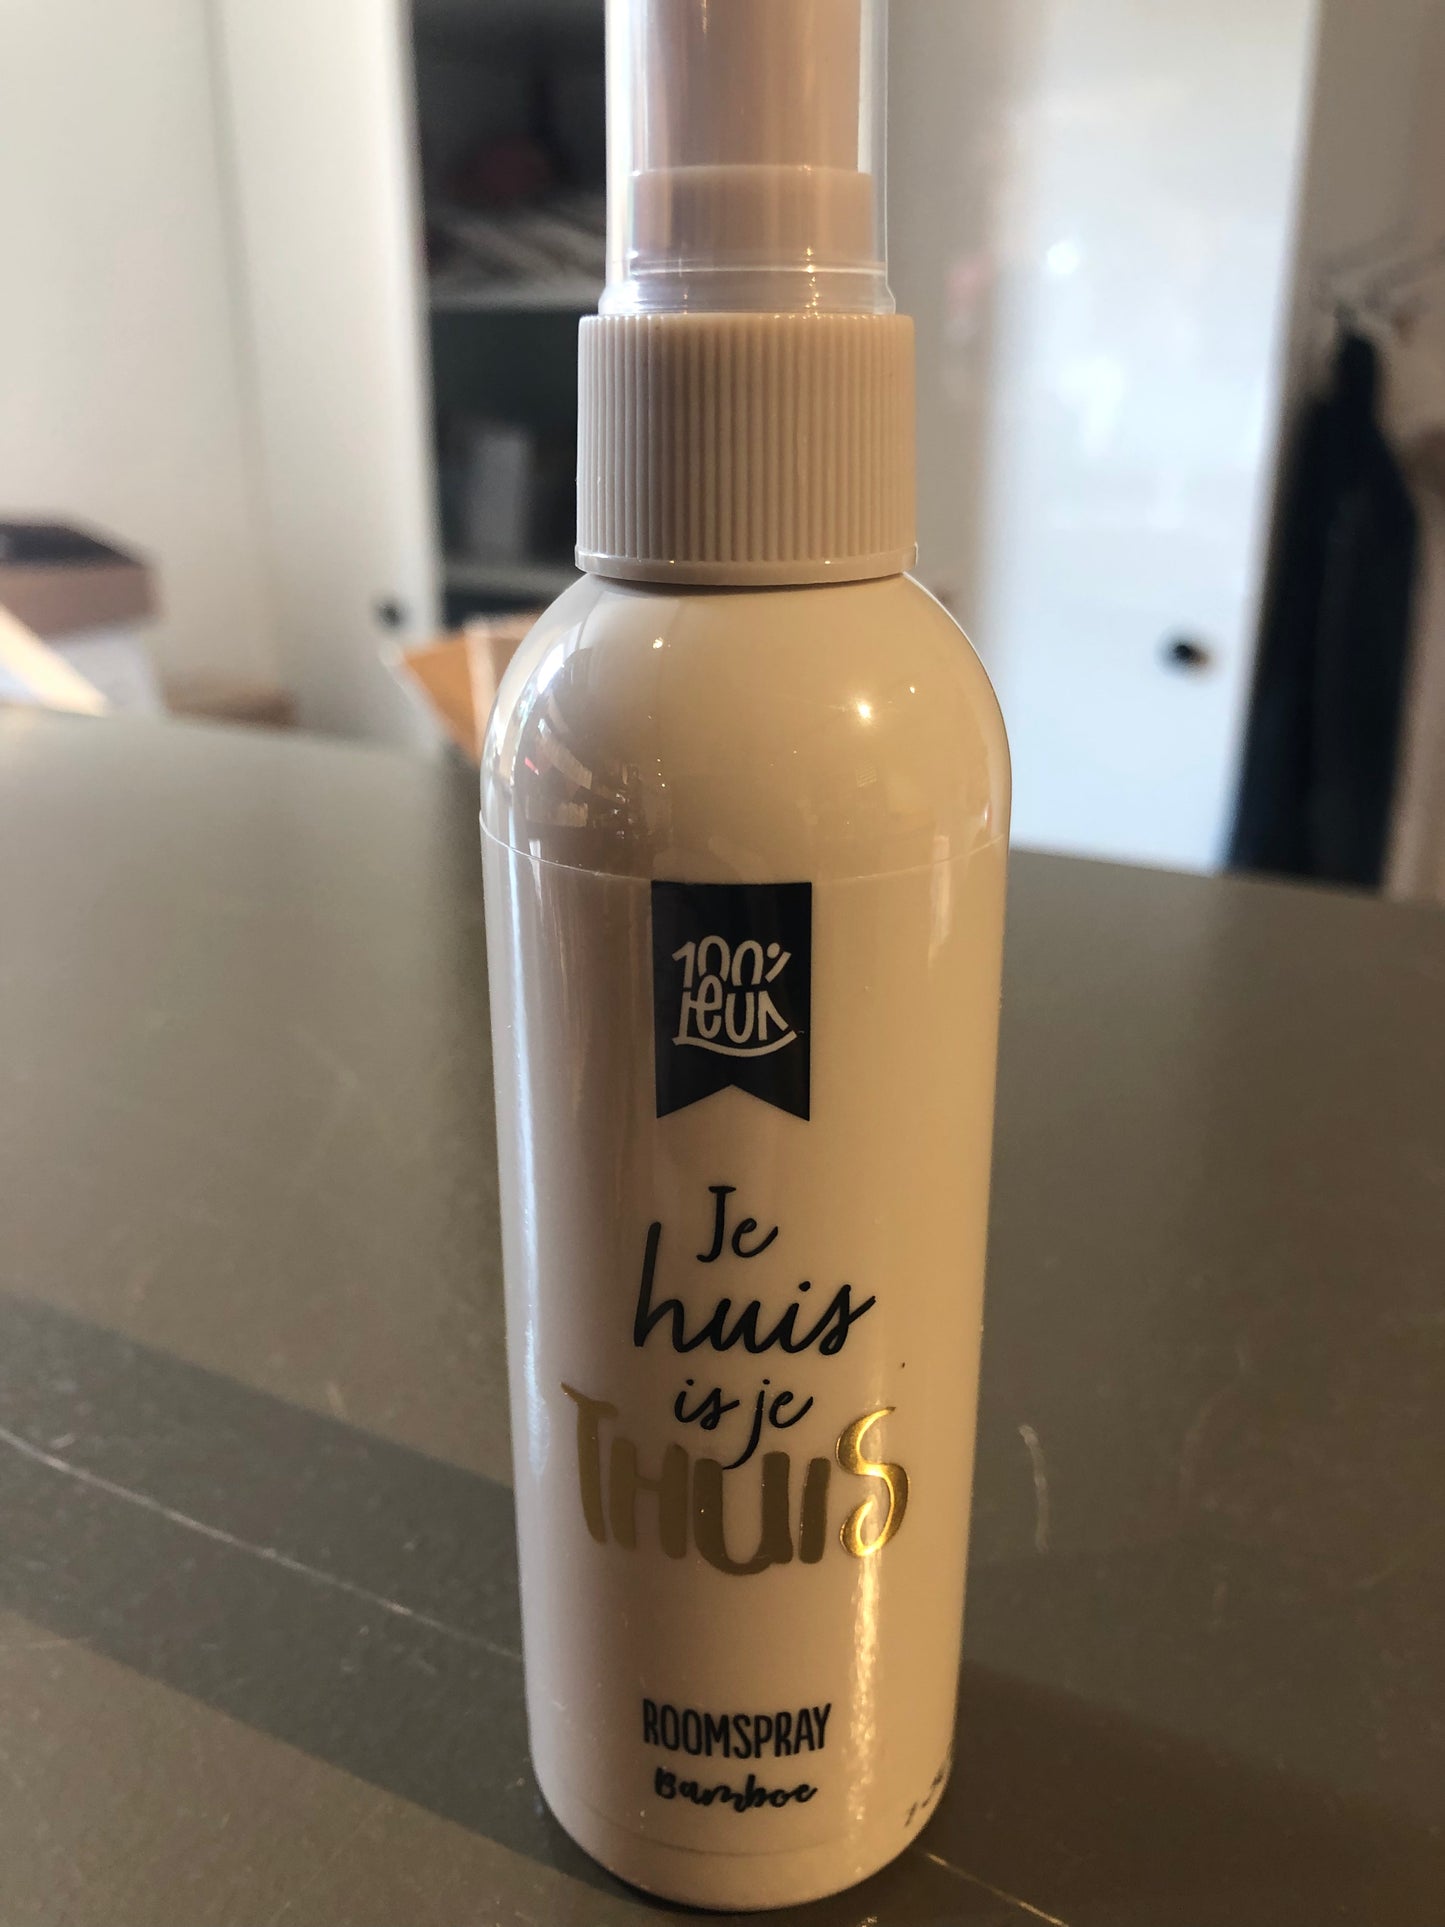 100%
leuk
Je
huis
is je
THUIS
ROOMSPRAY
Bamboe